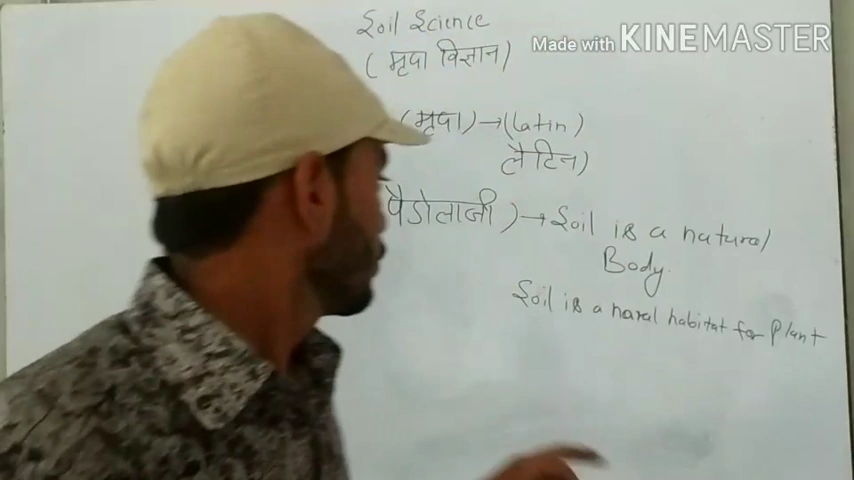 Soil Science
Made with KINEMASTER
(मृदा विज्ञान)
(मृदा) → (Latin)
लैटिन)
पैडोलाजी) → Soil is a natural
Body.
Soil is a naral habitat for Plant